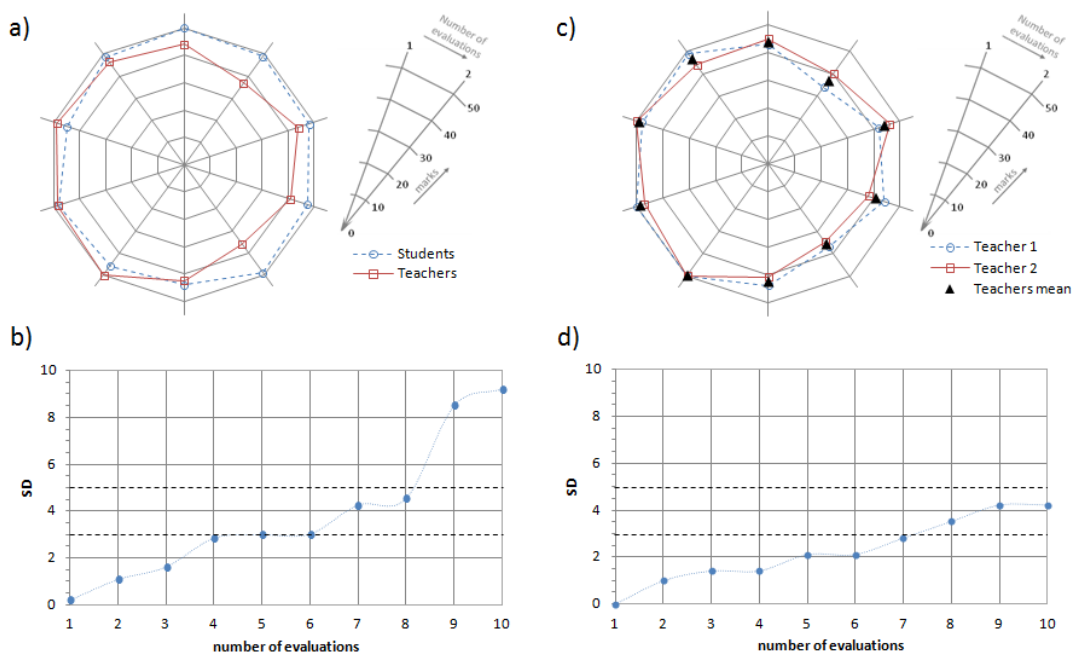 a)
Number of
evaluations
1
2
50
40
30
20
10
0
marks
Students
Teachers
c)
Number of
evaluations
1
2
50
40
30
20
10
0
marks
Teacher 1
Teacher 2
Teachers mean
b)
10
8
6
4
2
0
SD
1 2 3 4 5 6 7 8 9 10
number of evaluations
d)
10
8
6
4
2
0
SD
1 2 3 4 5 6 7 8 9 10
number of evaluations